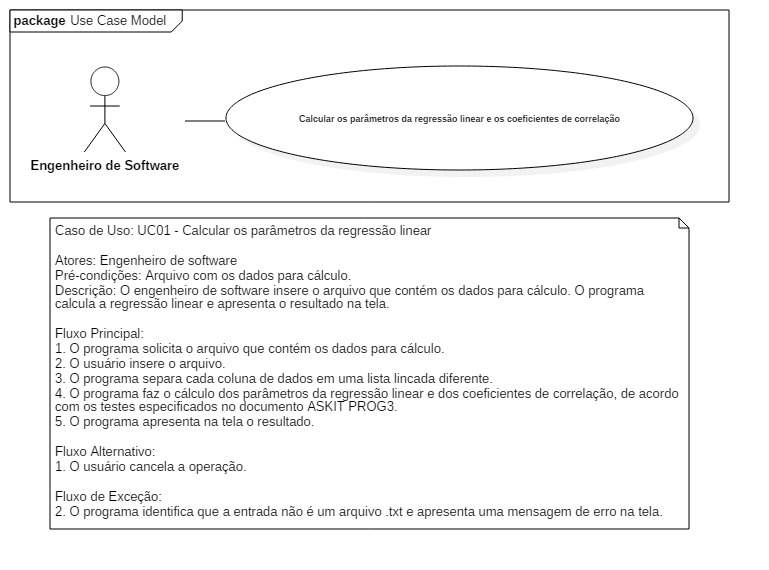 package Use Case Model
Calcular os parâmetros da regressão linear e os coeficientes de correlação
Engenheiro de Software
Caso de Uso: UC01 - Calcular os parâmetros da regressão linear
Atores: Engenheiro de software
Pré-condições: Arquivo com os dados para cálculo.
Descrição: O engenheiro de software insere o arquivo que contém os dados para cálculo. O programa
calcula a regressão linear e apresenta o resultado na tela.
Fluxo Principal:
1. O programa solicita o arquivo que contém os dados para cálculo.
2. O usuário insere o arquivo.
3. O programa separa cada coluna de dados em uma lista lincada diferente.
4. O programa faz o cálculo dos parâmetros da regressão linear e dos coeficientes de correlação, de acordo
com os testes especificados no documento ASKIT PROG3.
5. O programa apresenta na tela o resultado.
Fluxo Alternativo:
1. O usuário cancela a operação.
Fluxo de Exceção:
2. O programa identifica que a entrada não é um arquivo .txt e apresenta uma mensagem de erro na tela.